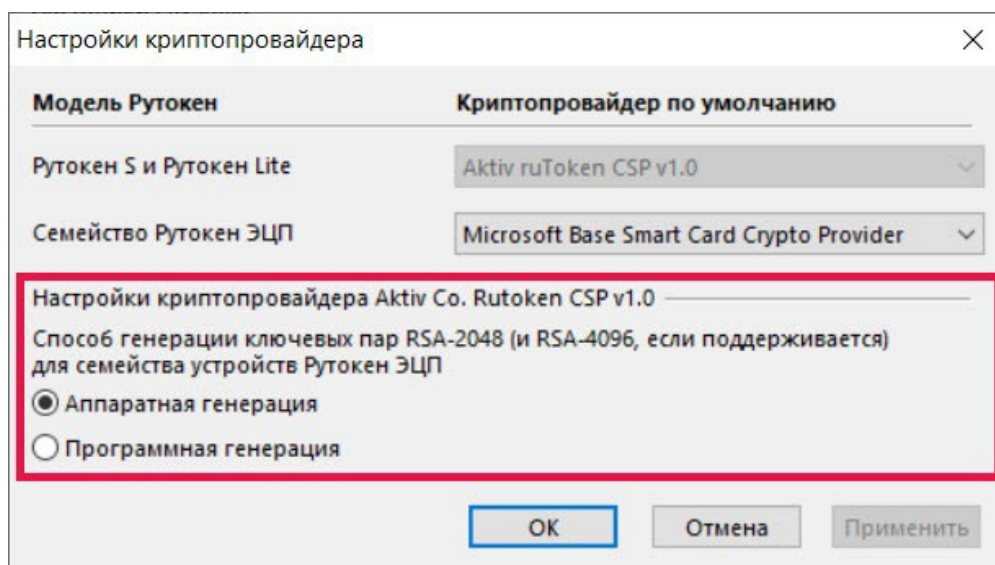 Настройки криптопровайдера
Модель Рутокен Криптопровайдер по умолчанию
Рутокен S и Рутокен Lite Aktiv ruToken CSP v1.0
Семейство Рутокен ЭЦП Microsoft Base Smart Card Crypto Provider
Настройки криптопровайдера Aktiv Co. Rutoken CSP v1.0
Способ генерации ключевых пар RSA-2048 (и RSA-4096, если поддерживается)
для семейства устройств Рутокен ЭЦП
Аппаратная генерация
Программная генерация
ОК Отмена Применить